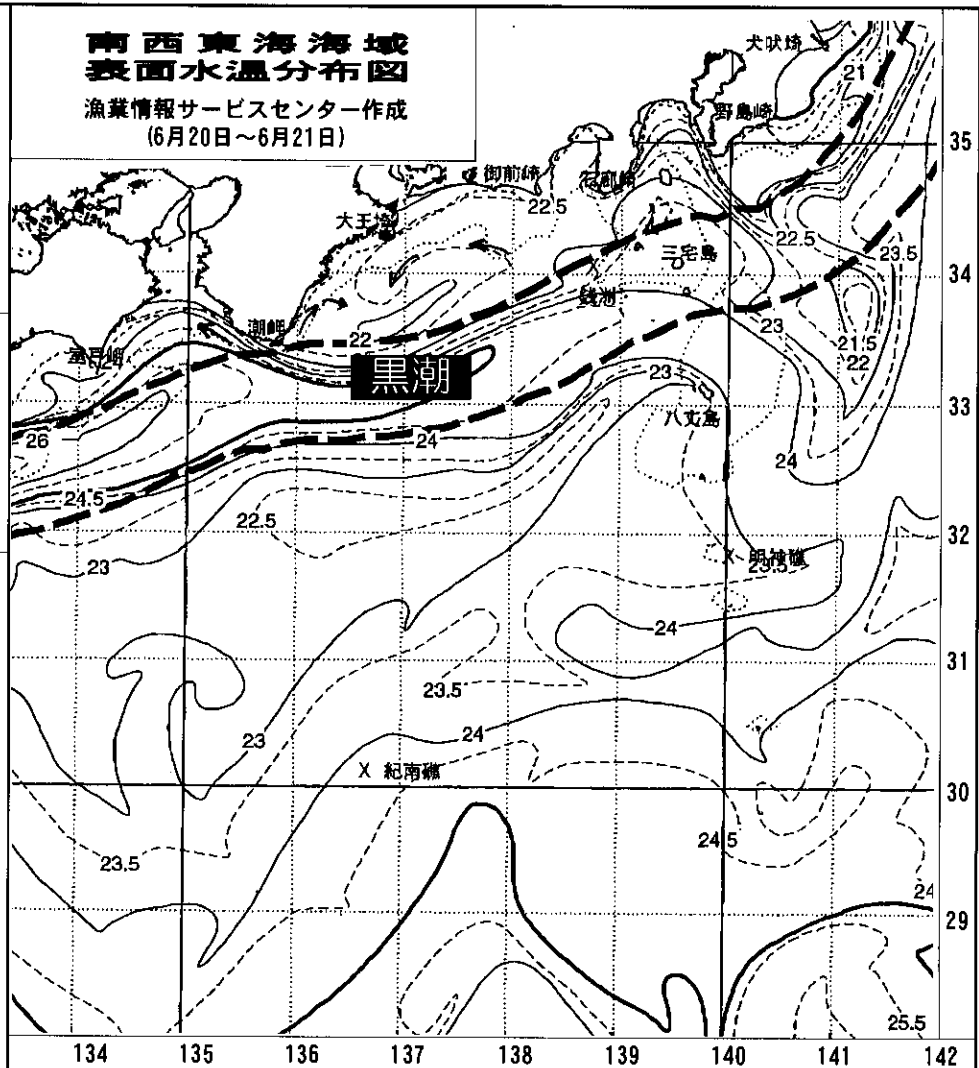 南西東海海域
表面水温分布図
漁業情報サービスセンター作成
(6月20日～6月21日)
犬吠埼
21
野島崎
35
御前崎
石廊崎
22.5
大王埼
22.5
三宅島
23.5
34
銭洲
潮岬
22
23
21.5
22
室戸岬
黒潮
23
33
八丈島
26
24
24
24.5
22.5
32
23
明神礁
23.5
24
31
23.5
23
24
X 紀南礁
30
24.5
23.5
24
29
25.5
134 135 136 137 138 139 140 141 142